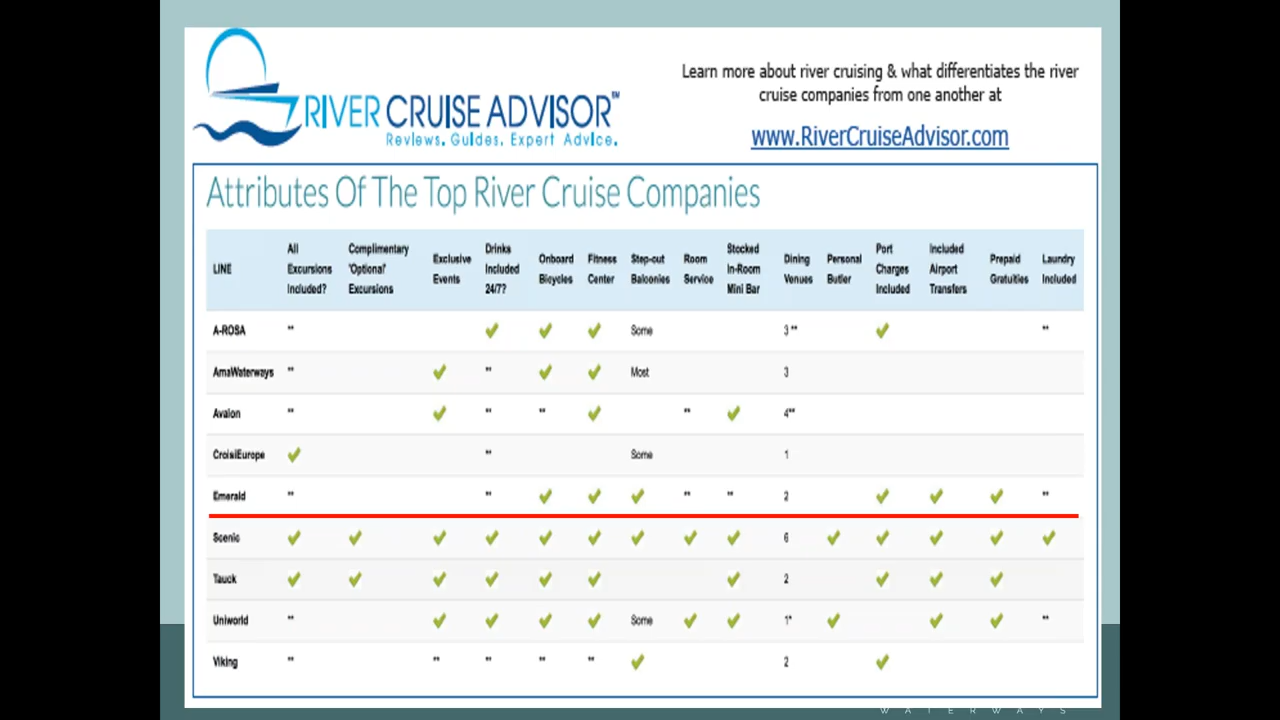 RIVER CRUISE ADVISOR™
Reviews. Guides. Expert Advice.
Learn more about river cruising & what differentiates the river
cruise companies from one another at
www.RiverCruiseAdvisor.com
Attributes Of The Top River Cruise Companies
LINE All Excursions Included? Complimentary 'Optional' Excursions Exclusive Events Drinks Included 24/7? Onboard Bicycles Fitness Center Step-out Balconies Room Service Stocked In-Room Mini Bar Dining Venues Personal Butler Port Charges Included Included Airport Transfers Prepaid Gratuities Laundry Included
A-ROSA ** ✓ ✓ ✓ Some 3 ** ✓ **
AmaWaterways ** ✓ ** ✓ ✓ Most 3
Avalon ** ✓ ** ** ✓ ** ✓ 4**
CroisiEurope ✓ ** Some 1
Emerald ** ** ✓ ✓ ✓ ** ** 2 ✓ ✓ ✓ **
Scenic ✓ ✓ ✓ ✓ ✓ ✓ ✓ ✓ ✓ 6 ✓ ✓ ✓ ✓ ✓
Tauck ✓ ✓ ✓ ✓ ✓ ✓ ✓ 2 ✓ ✓ ✓
Uniworld ** ✓ ✓ ✓ ✓ Some ✓ ✓ 1* ✓ ✓ ✓ **
Viking ** ** ** ** ** ✓ 2 ✓
WATERWAYS